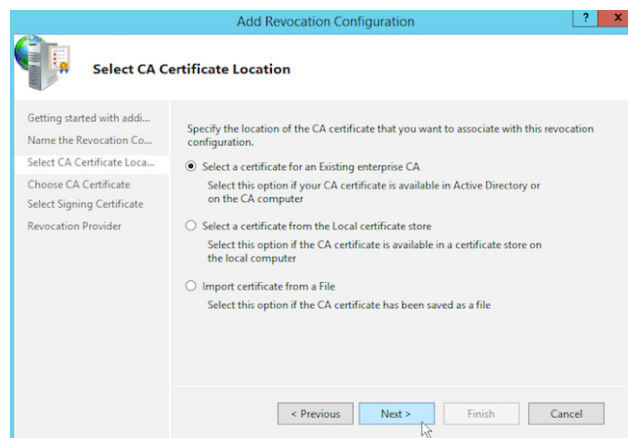 Add Revocation Configuration
? x
Select CA Certificate Location
Getting started with addi...
Name the Revocation Co...
Select CA Certificate Loca...
Choose CA Certificate
Select Signing Certificate
Revocation Provider
Specify the location of the CA certificate that you want to associate with this revocation
configuration.
Select a certificate for an Existing enterprise CA
Select this option if your CA certificate is available in Active Directory or
on the CA computer
Select a certificate from the Local certificate store
Select this option if the CA certificate is available in a certificate store on
the local computer
Import certificate from a File
Select this option if the CA certificate has been saved as a file
< Previous Next > Finish Cancel